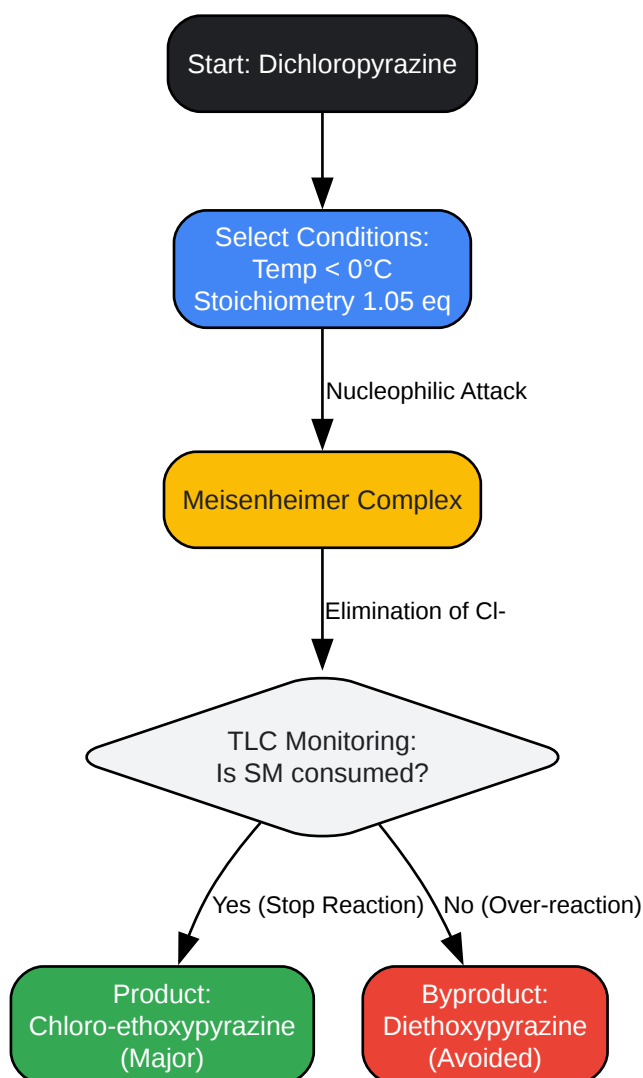 Start: Dichloropyrazine
Select Conditions:
Temp < 0°C
Stoichiometry 1.05 eq
Nucleophilic Attack
Meisenheimer Complex
Elimination of Cl-
TLC Monitoring:
Is SM consumed?
Yes (Stop Reaction)
No (Over-reaction)
Product:
Chloro-ethoxypyrazine
(Major)
Byproduct:
Diethoxypyrazine
(Avoided)